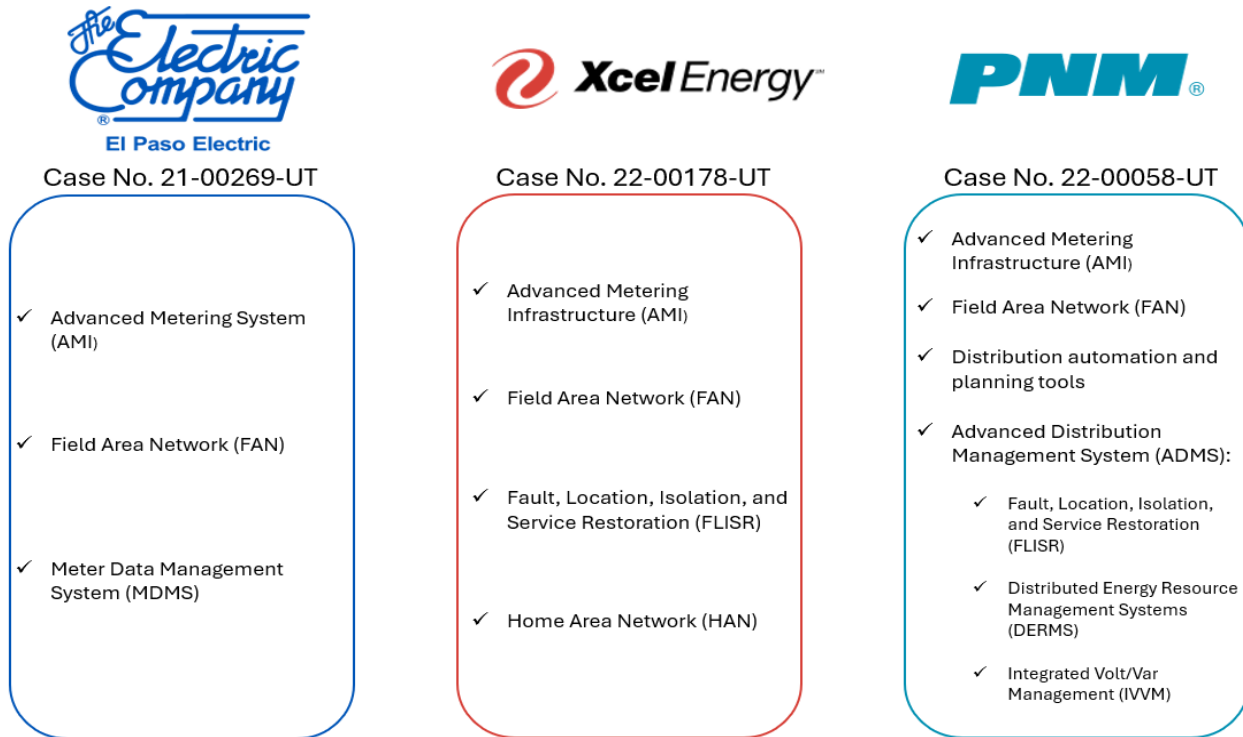 The
Electric
Company
®
El Paso Electric
Case No. 21-00269-UT
✓ Advanced Metering System
(AMI)
✓ Field Area Network (FAN)
✓ Meter Data Management
System (MDMS)
Xcel Energy℠
Case No. 22-00178-UT
✓ Advanced Metering
Infrastructure (AMI)
✓ Field Area Network (FAN)
✓ Fault, Location, Isolation, and
Service Restoration (FLISR)
✓ Home Area Network (HAN)
PNM®
Case No. 22-00058-UT
✓ Advanced Metering
Infrastructure (AMI)
✓ Field Area Network (FAN)
✓ Distribution automation and
planning tools
✓ Advanced Distribution
Management System (ADMS):
✓ Fault, Location, Isolation,
and Service Restoration
(FLISR)
✓ Distributed Energy Resource
Management Systems
(DERMS)
✓ Integrated Volt/Var
Management (IVVM)